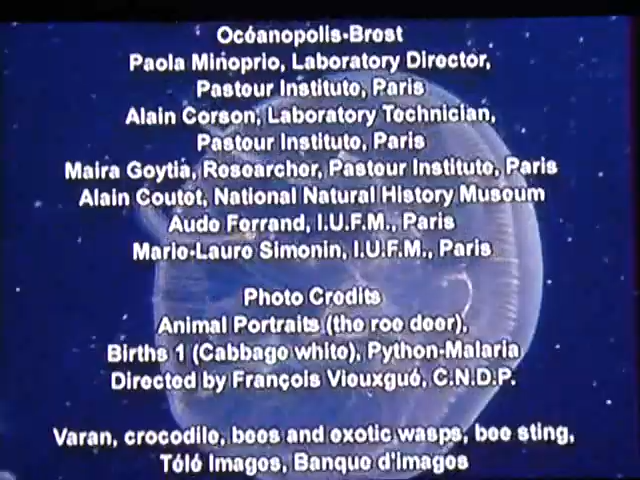 Océanopolis-Brest
Paola Minoprio, Laboratory Director,
Pasteur Institute, Paris
Alain Corson, Laboratory Technician,
Pasteur Institute, Paris
Maira Goytia, Researcher, Pasteur Institute, Paris
Alain Coutet, National Natural History Museum
Aude Ferrand, I.U.F.M., Paris
Marie-Laure Simonin, I.U.F.M., Paris
Photo Credits
Animal Portraits (the roe deer),
Births 1 (Cabbage white), Python-Malaria
Directed by François Vieuxgué, C.N.D.P.
Varan, crocodile, bees and exotic wasps, bee sting,
Télé Images, Banque d'images